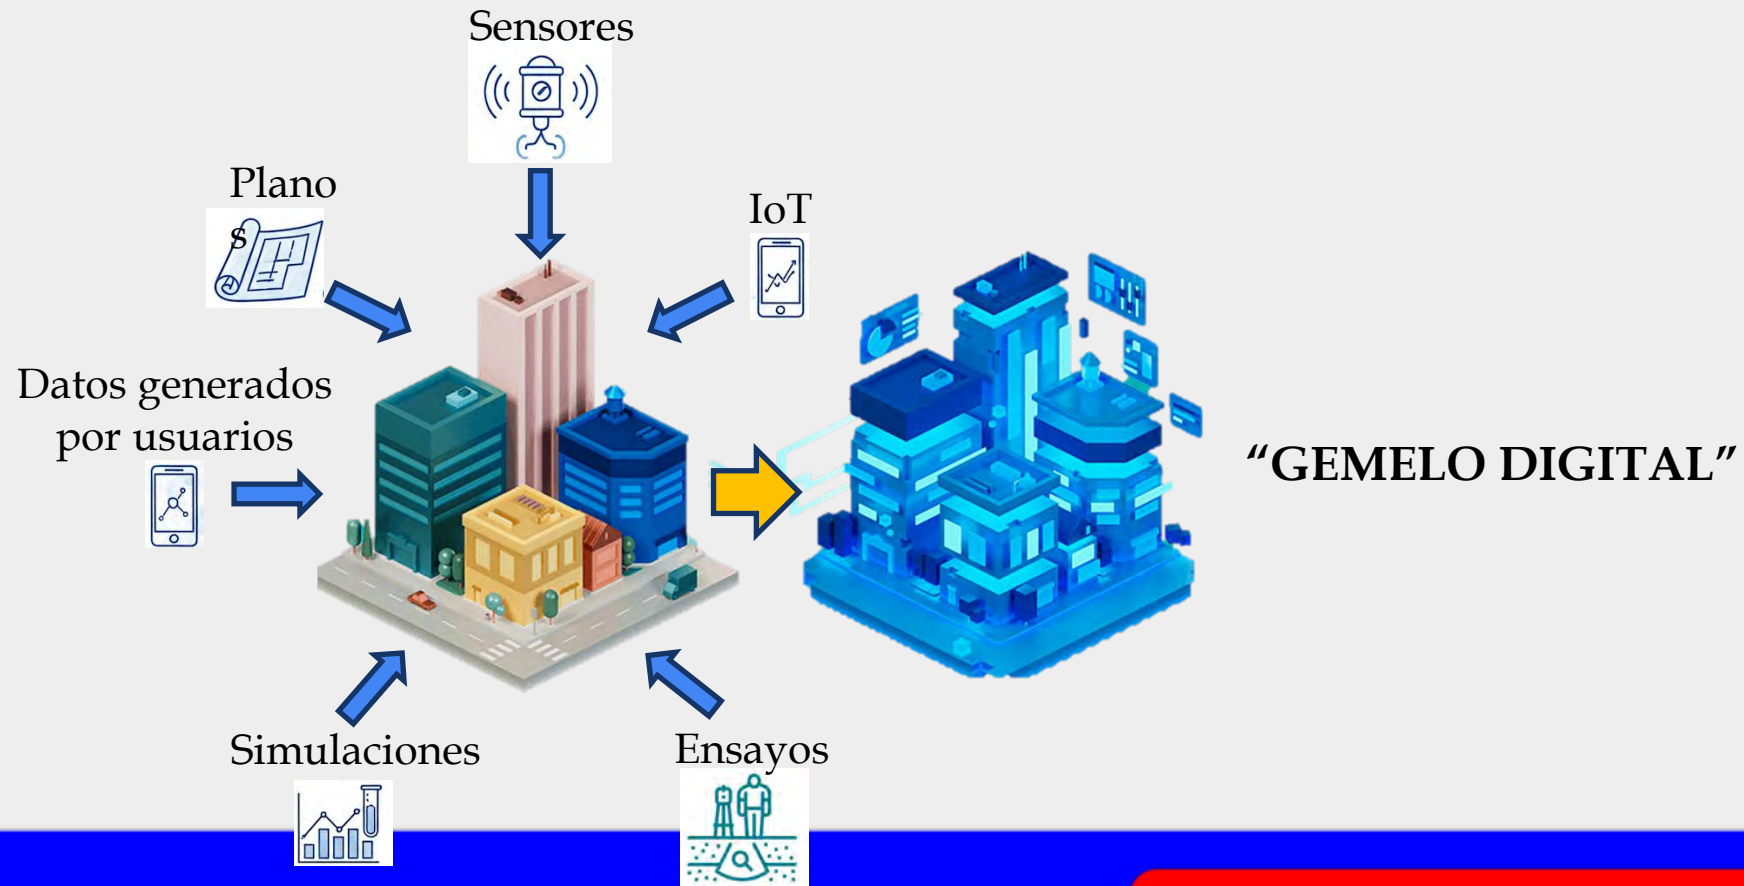 Sensores
Plano
s
IoT
Datos generados
por usuarios
“GEMELO DIGITAL”
Simulaciones
Ensayos